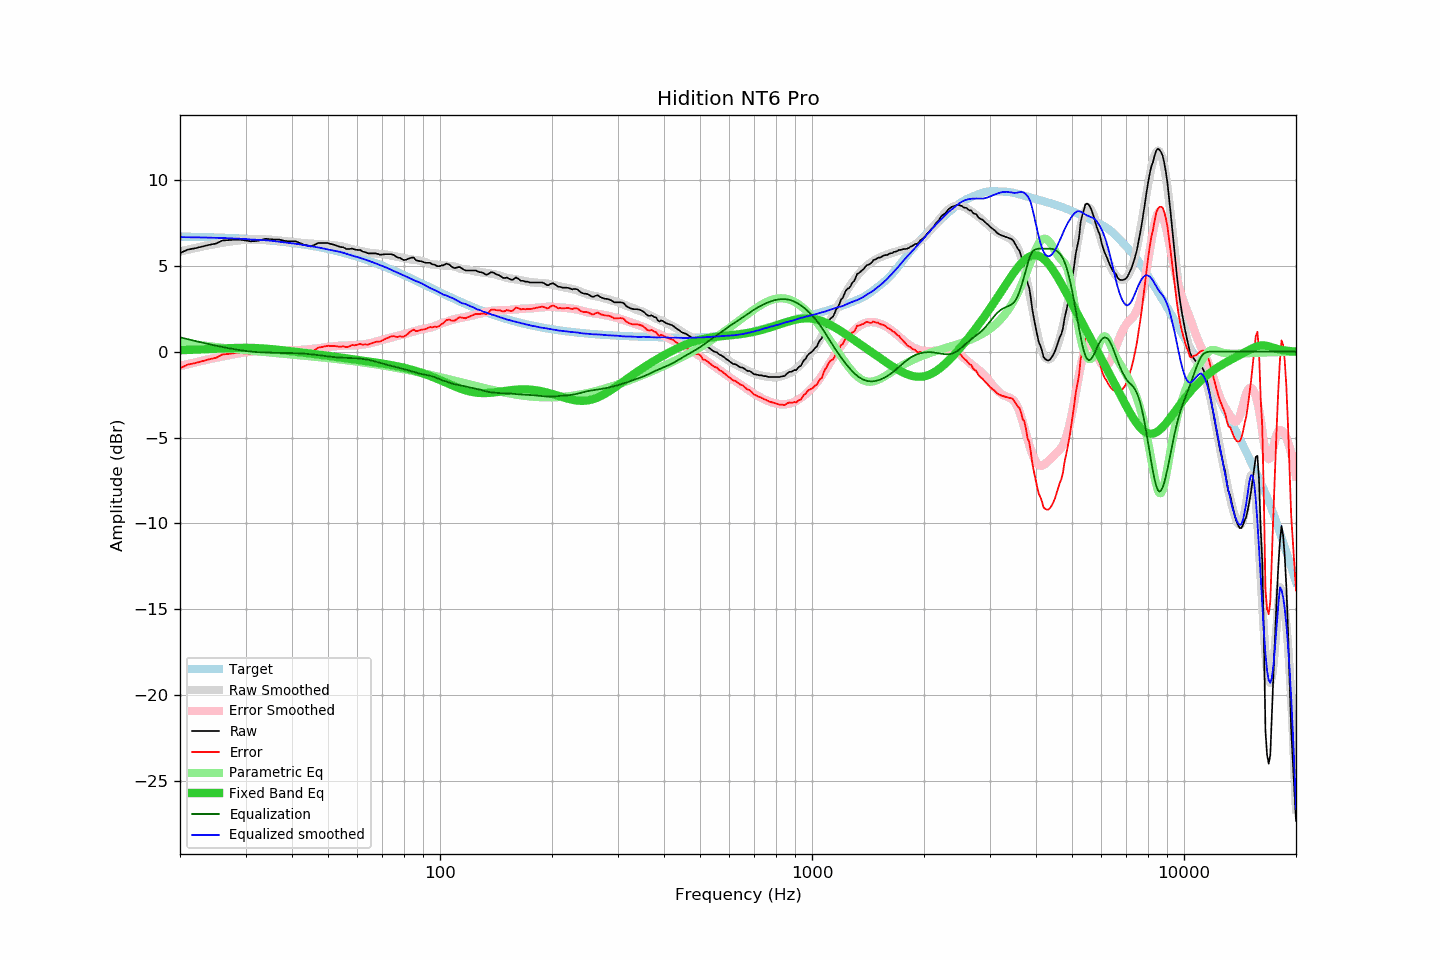 Hidition NT6 Pro
10
5
0
−5
−10
−15
−20
−25
Amplitude (dBr)
Target
Raw Smoothed
Error Smoothed
Raw
Error
Parametric Eq
Fixed Band Eq
Equalization
Equalized smoothed
100
1000
10000
Frequency (Hz)